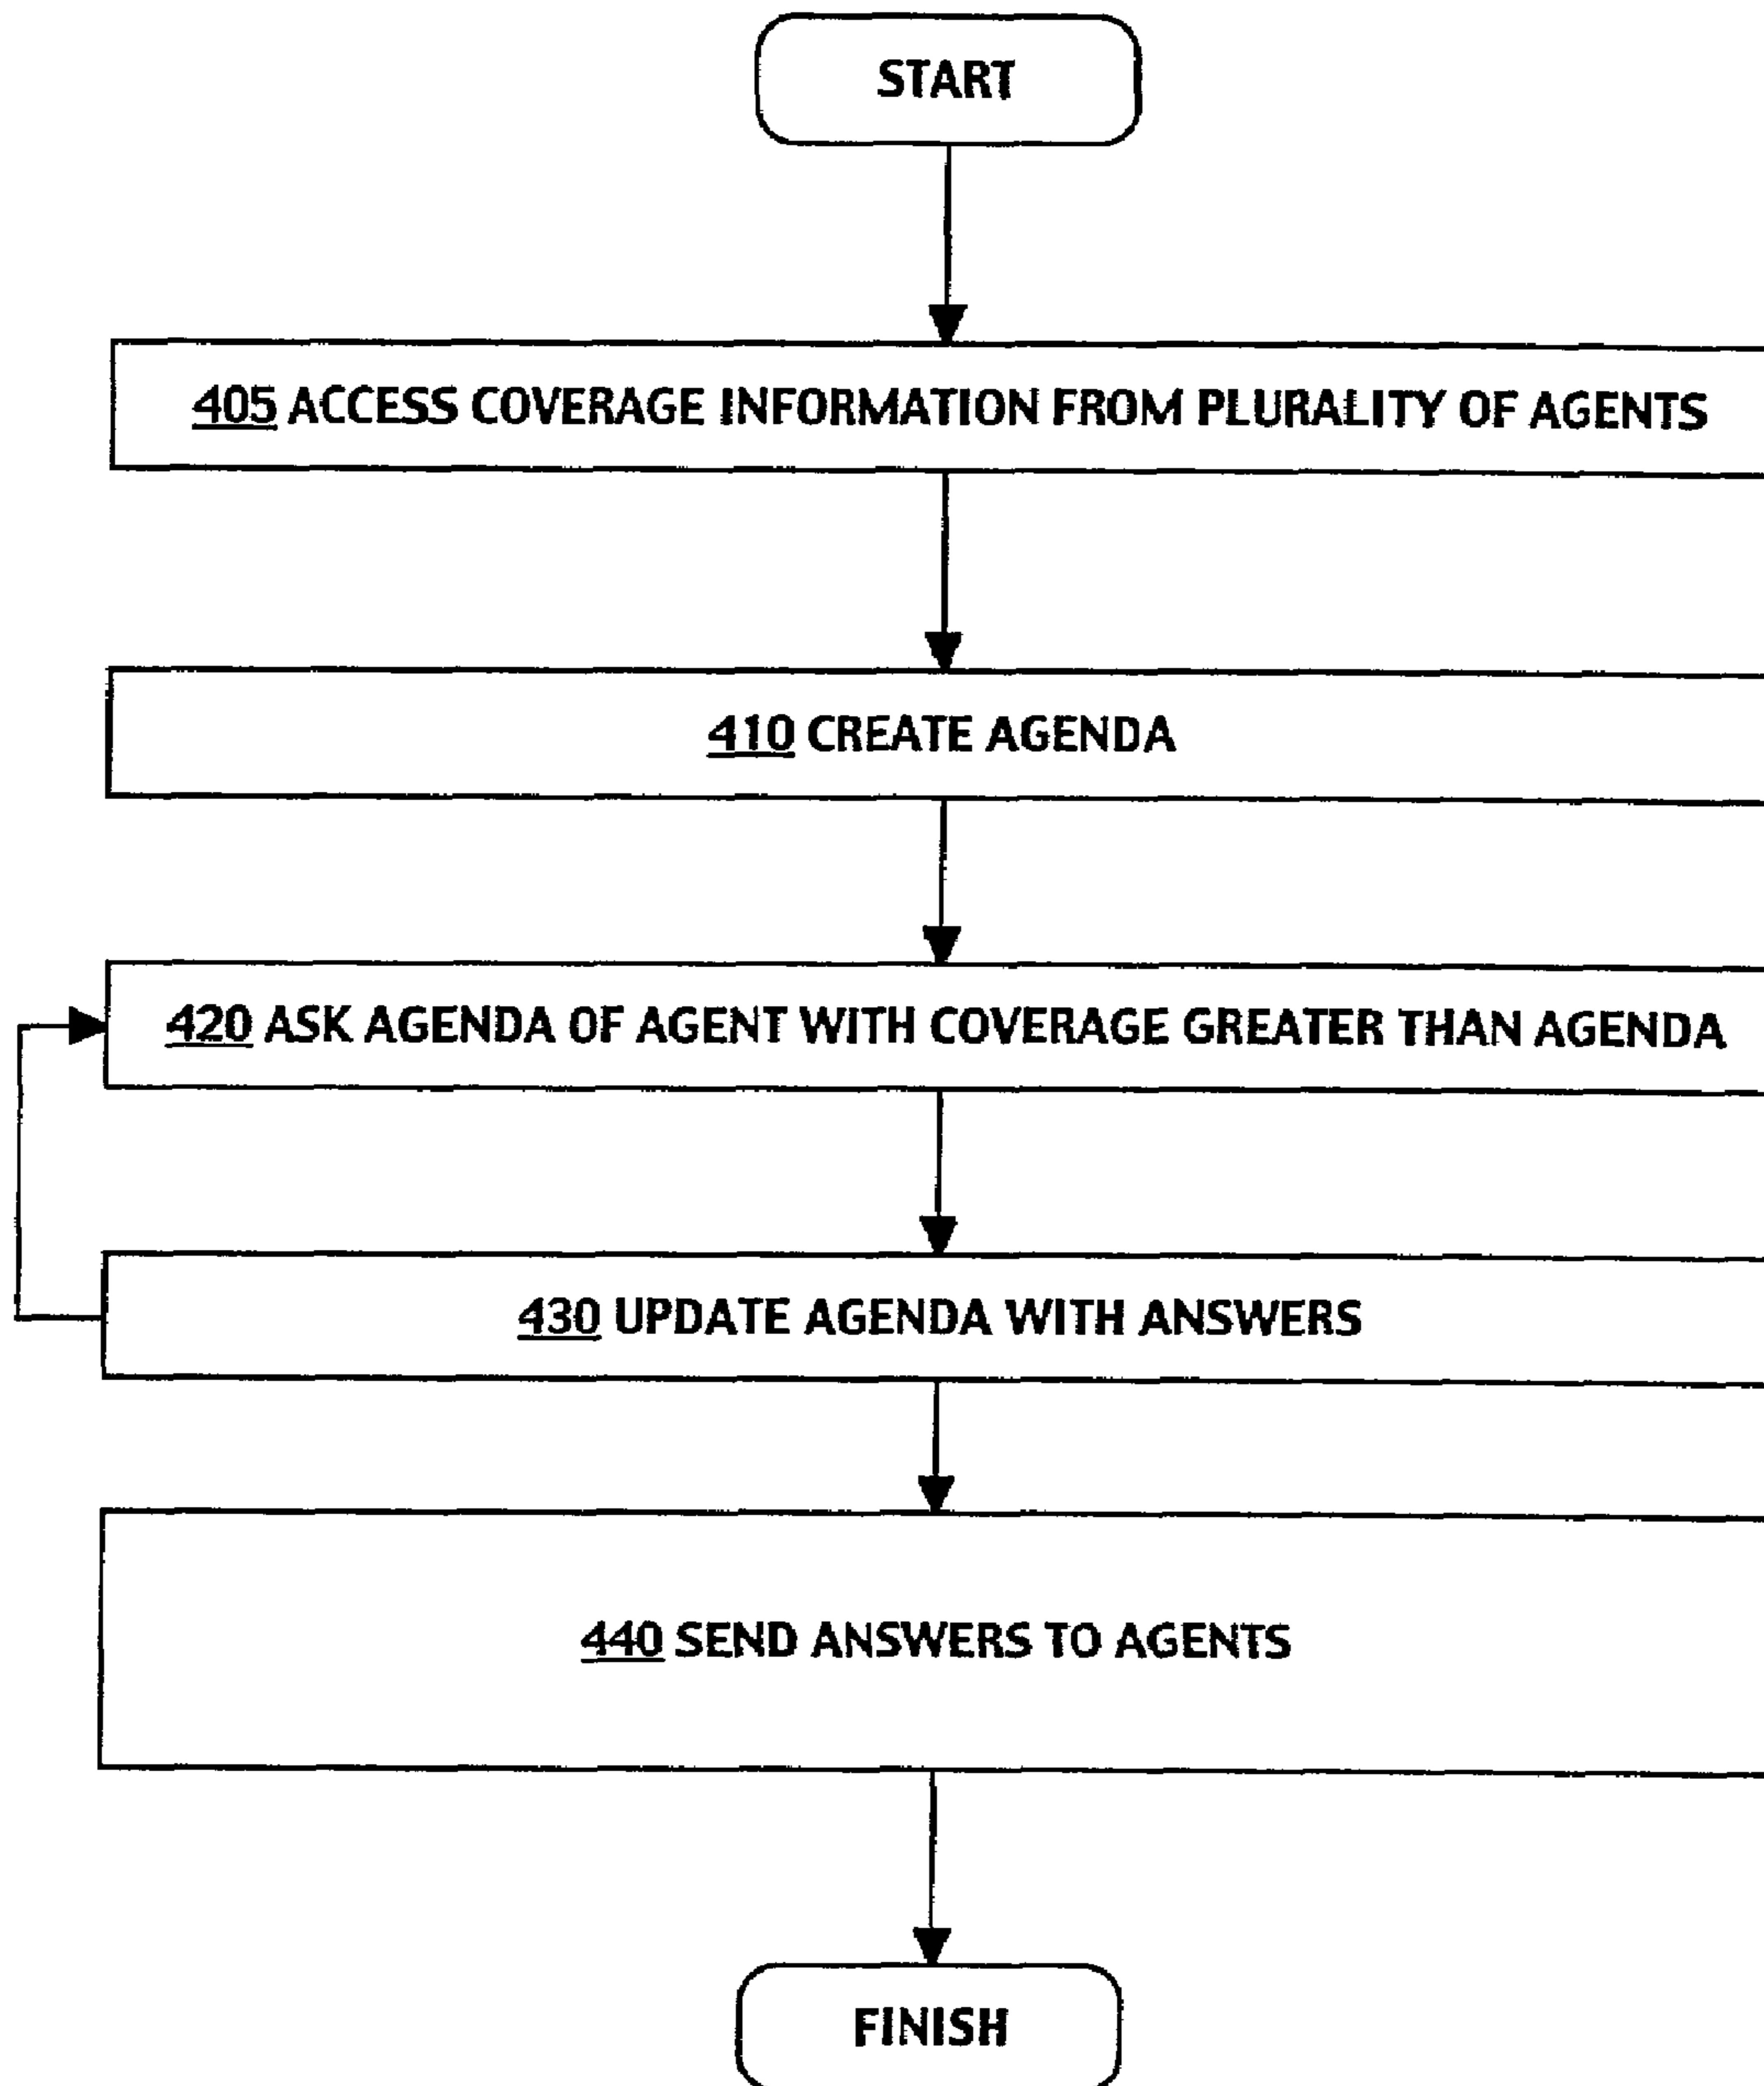 START
405 ACCESS COVERAGE INFORMATION FROM PLURALITY OF AGENTS
410 CREATE AGENDA
420 ASK AGENDA OF AGENT WITH COVERAGE GREATER THAN AGENDA
430 UPDATE AGENDA WITH ANSWERS
440 SEND ANSWERS TO AGENTS
FINISH